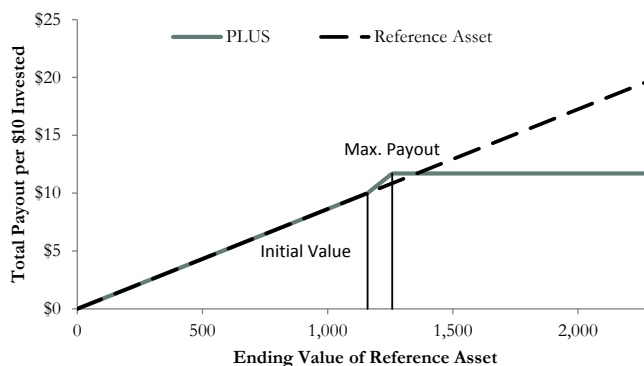 $25
PLUS
Reference Asset
$20
$15
Max. Payout
$10
Initial Value
$5
$0
0
500
1,000
1,500
2,000
Total Payout per $10 Invested
Ending Value of Reference Asset